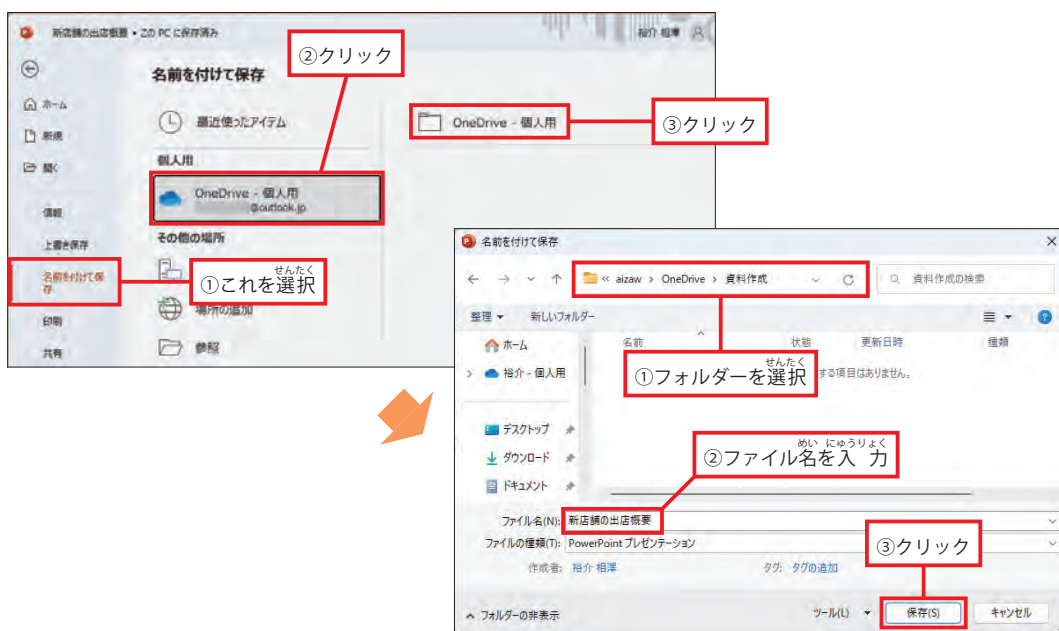 新店舗の出店概要 • この PC に保存済み
裕介 相澤
②クリック
名前を付けて保存
ホーム
新規
開く
情報
上書き保存
名前を付けて保
存
印刷
共有
最近使ったアイテム
個人用
OneDrive - 個人用
@outlook.jp
その他の場所
場所の追加
参照
OneDrive - 個人用
③クリック
せんたく
①これを選択
名前を付けて保存
« aizaw › OneDrive › 資料作成
資料作成の検索
整理
新しいフォルダー
ホーム
裕介 - 個人用
デスクトップ
ダウンロード
ドキュメント
名前
状態
更新日時
種類
せんたく
①フォルダーを選択
する項目はありません。
めい にゅうりょく
②ファイル名を入力
ファイル名(N):
新店舗の出店概要
ファイルの種類(T):
PowerPoint プレゼンテーション
作成者:
裕介 相澤
タグ:
タグの追加
③クリック
フォルダーの非表示
ツール(L)
保存(S)
キャンセル